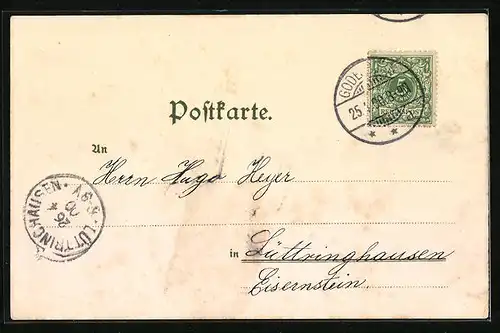 Postkarte.
An
Herrn Hugo Heyer
in Lüttringhausen
Eisernstein.
LÜTTRINGHAUSEN